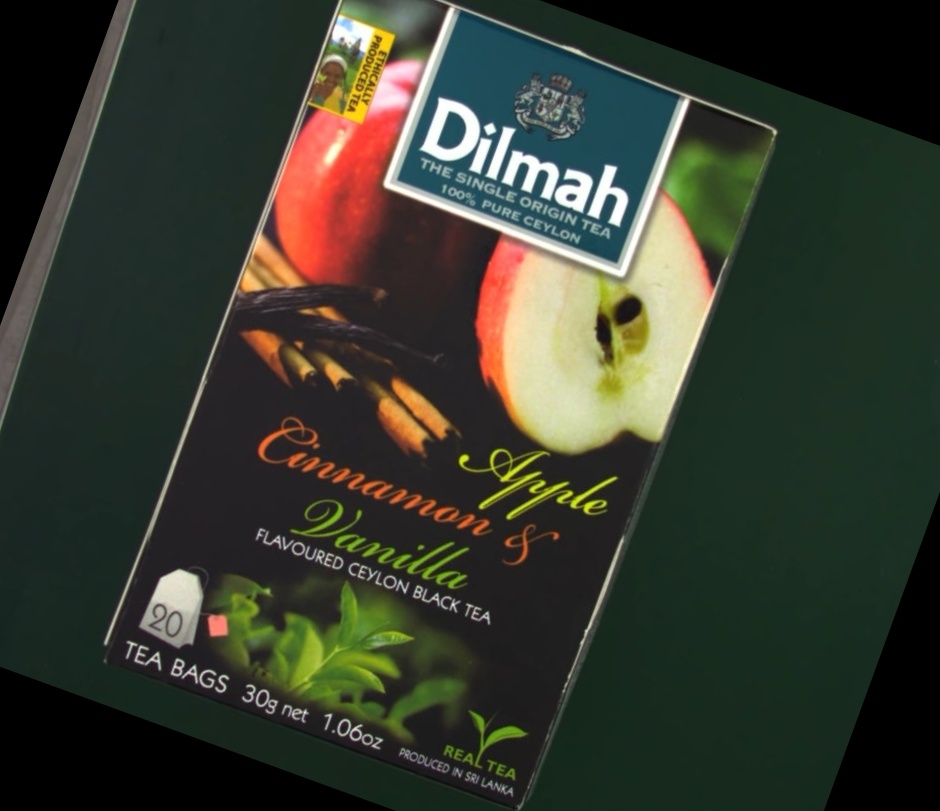 ETHICALLY
PRODUCED TEA
Dilmah
THE SINGLE ORIGIN TEA
100% PURE CEYLON
Apple
Cinnamon &
Vanilla
FLAVOURED CEYLON BLACK TEA
20
TEA BAGS 30g net 1.06oz
REAL TEA
PRODUCED IN SRI LANKA